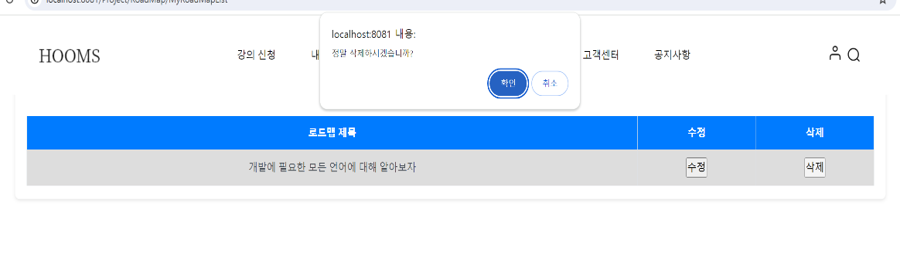 localhost:8081/Project/RoadMap/MyRoadMapList
localhost:8081 내용:
정말 삭제하시겠습니까?
확인 취소
HOOMS 강의 신청 내 고객센터 공지사항
로드맵 제목 수정 삭제
개발에 필요한 모든 언어에 대해 알아보자 수정 삭제